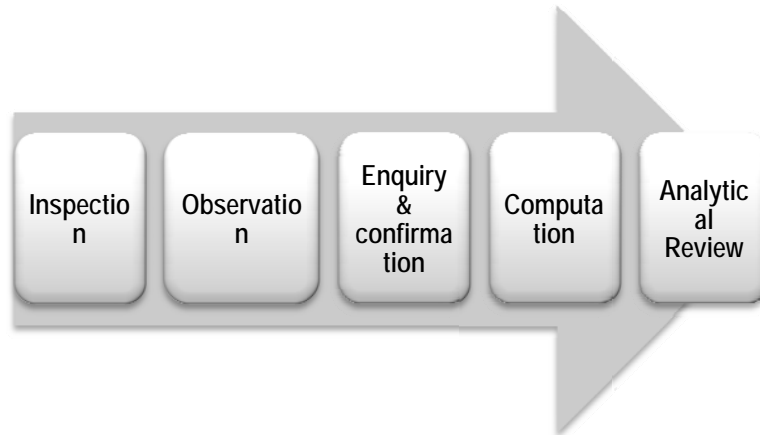 Inspectio
n
Observatio
n
Enquiry
&
confirma
tion
Computa
tion
Analytic
al
Review